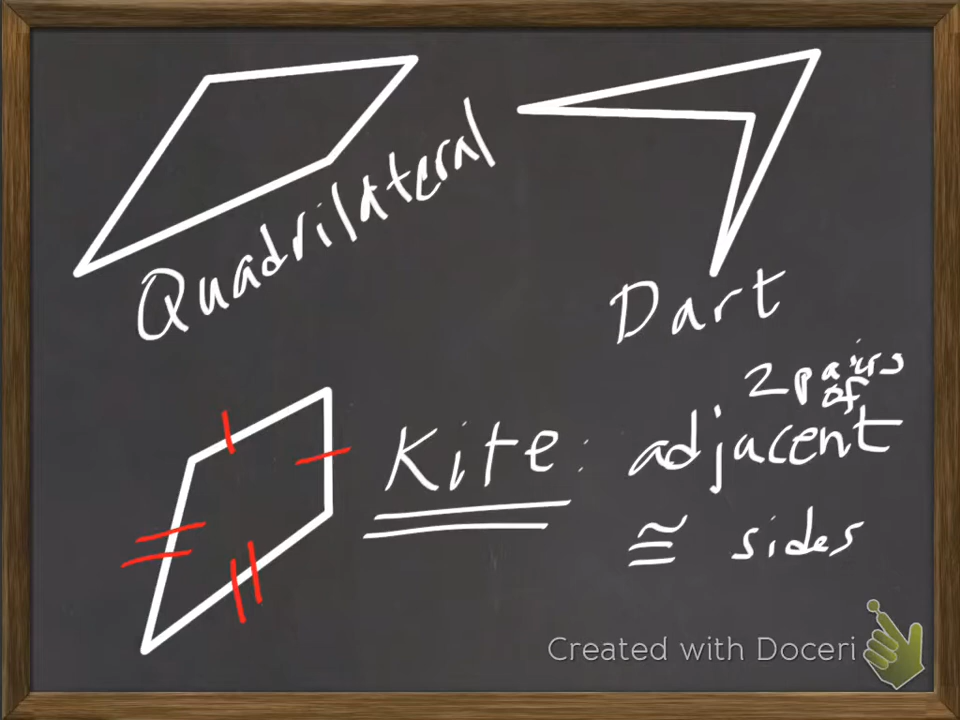 Quadrilateral
Dart
2 pairs
of
Kite: adjacent
≅ sides
Created with Doceri